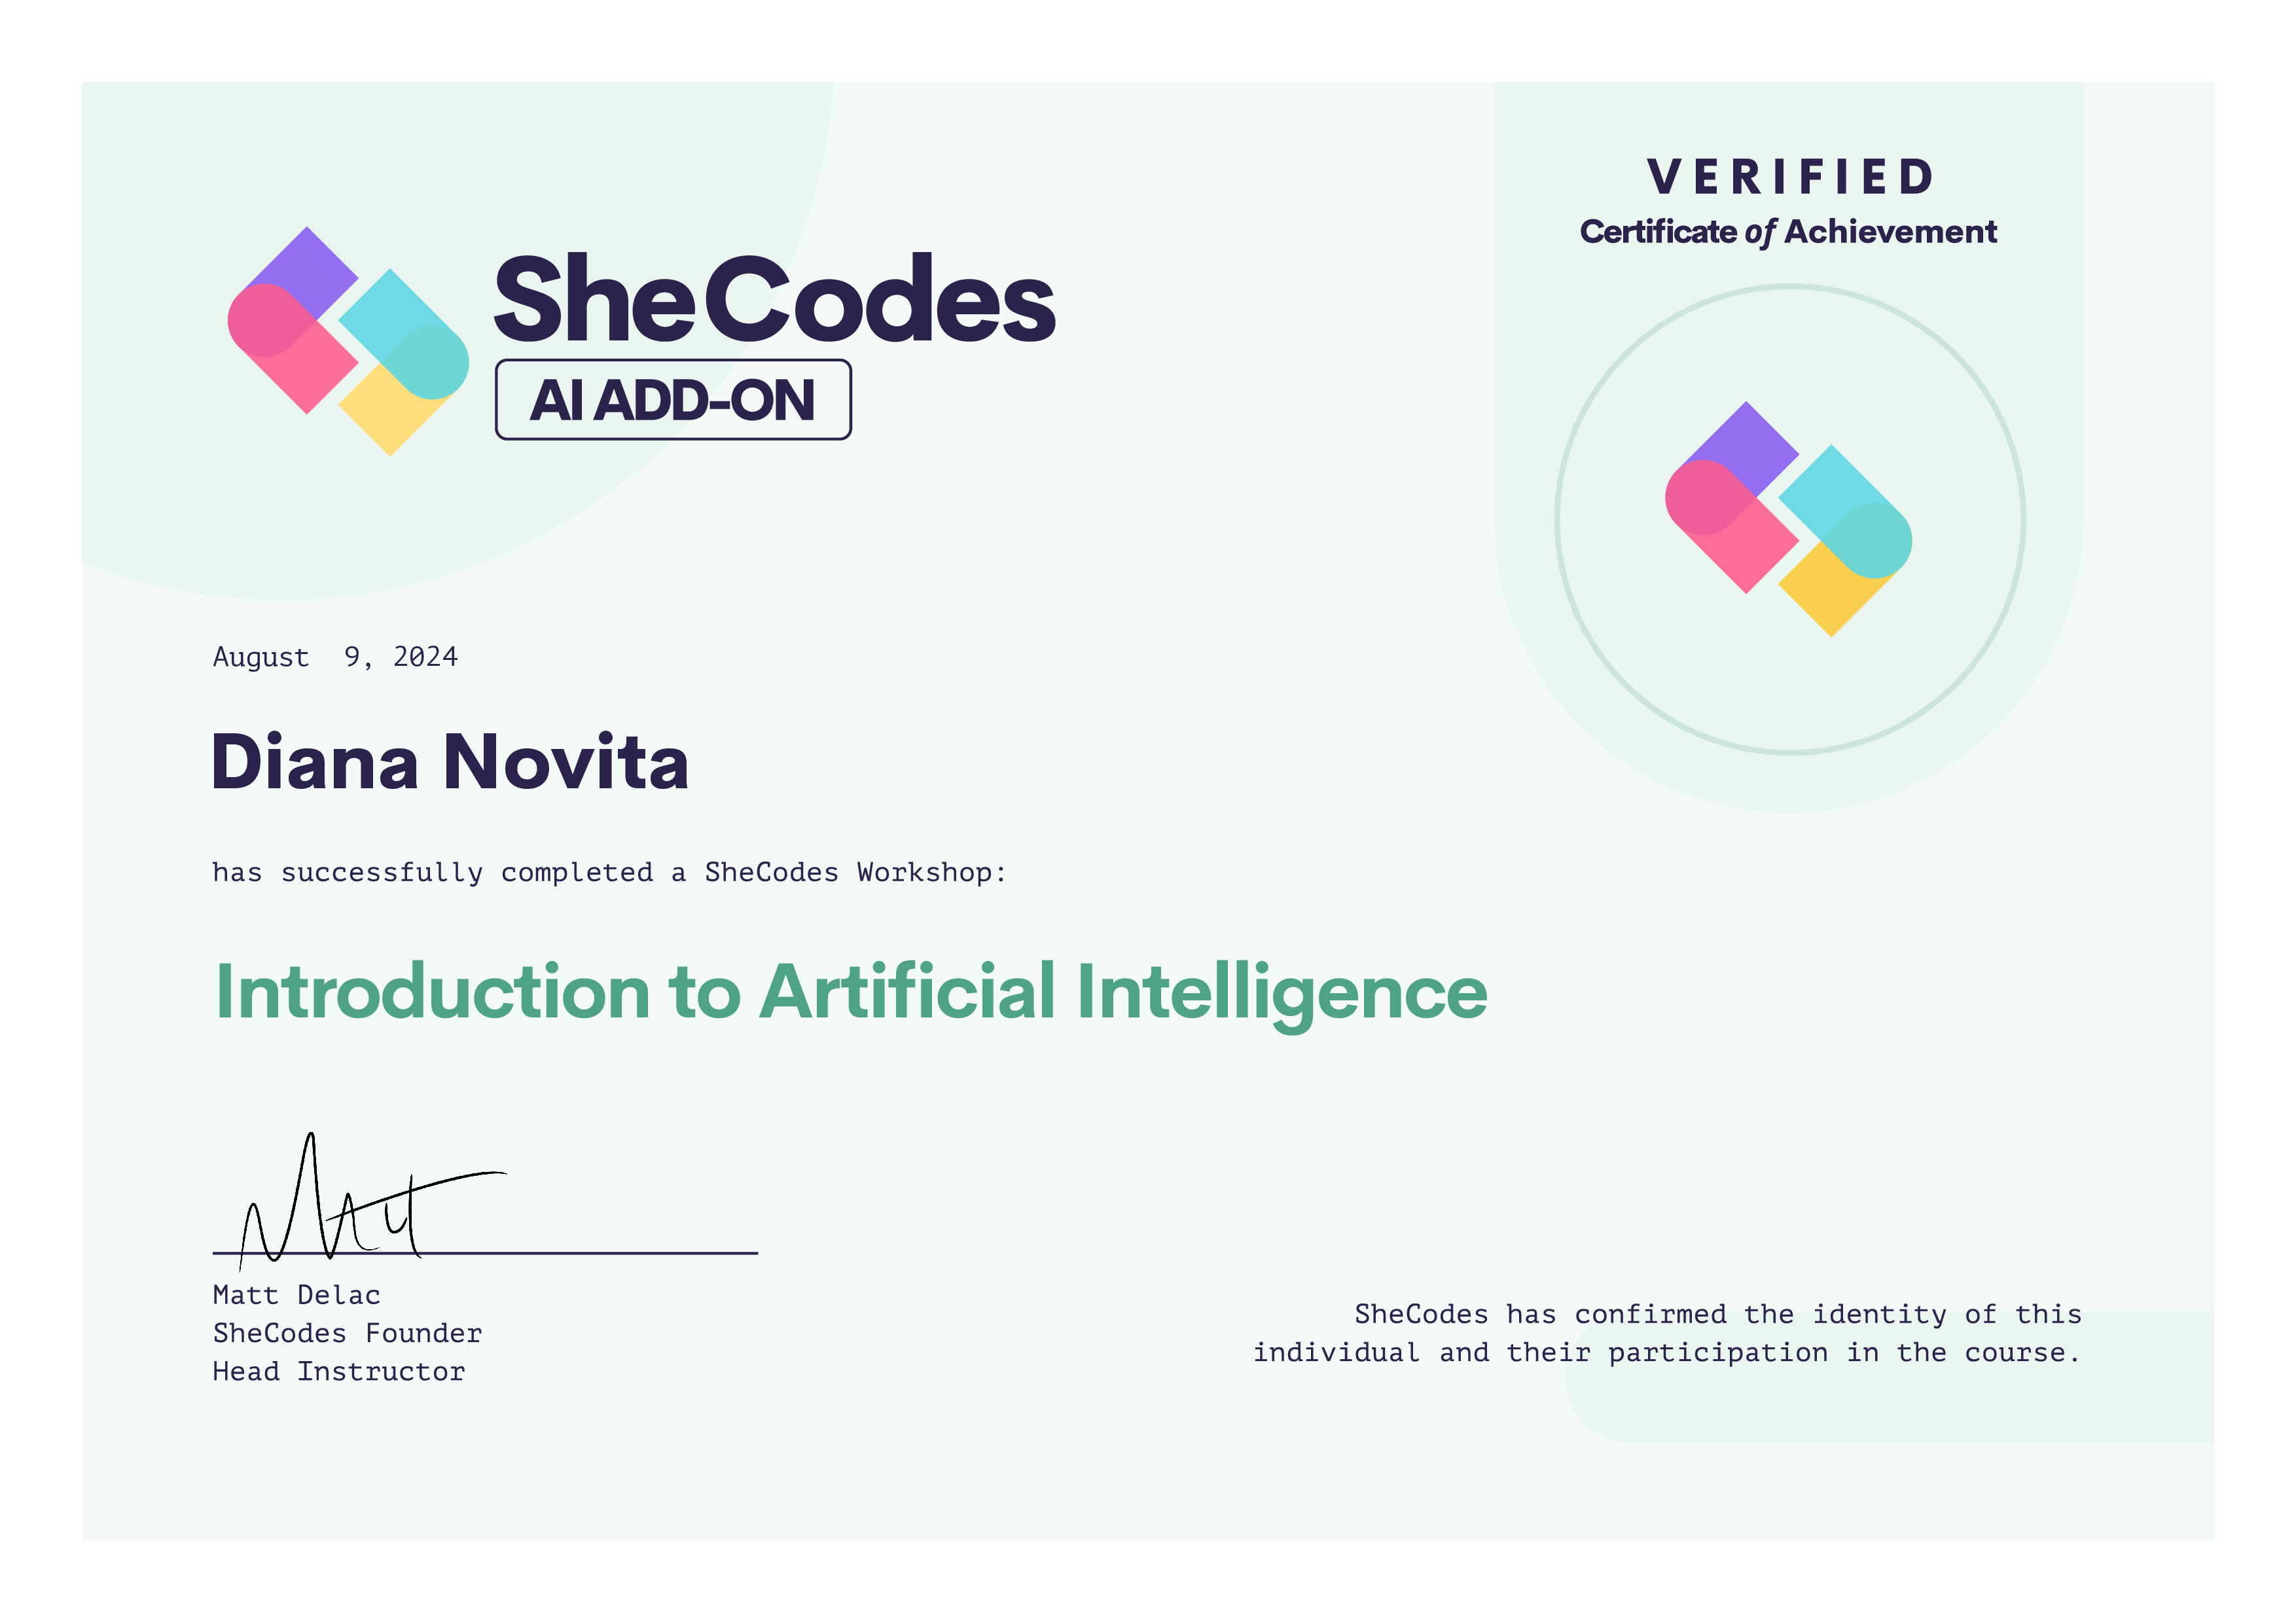 SheCodes
AI ADD-ON
VERIFIED
Certificate of Achievement
August  9, 2024
Diana Novita
has successfully completed a SheCodes Workshop:
Introduction to Artificial Intelligence
Matt
Matt Delac
SheCodes Founder
Head Instructor
SheCodes has confirmed the identity of this
individual and their participation in the course.